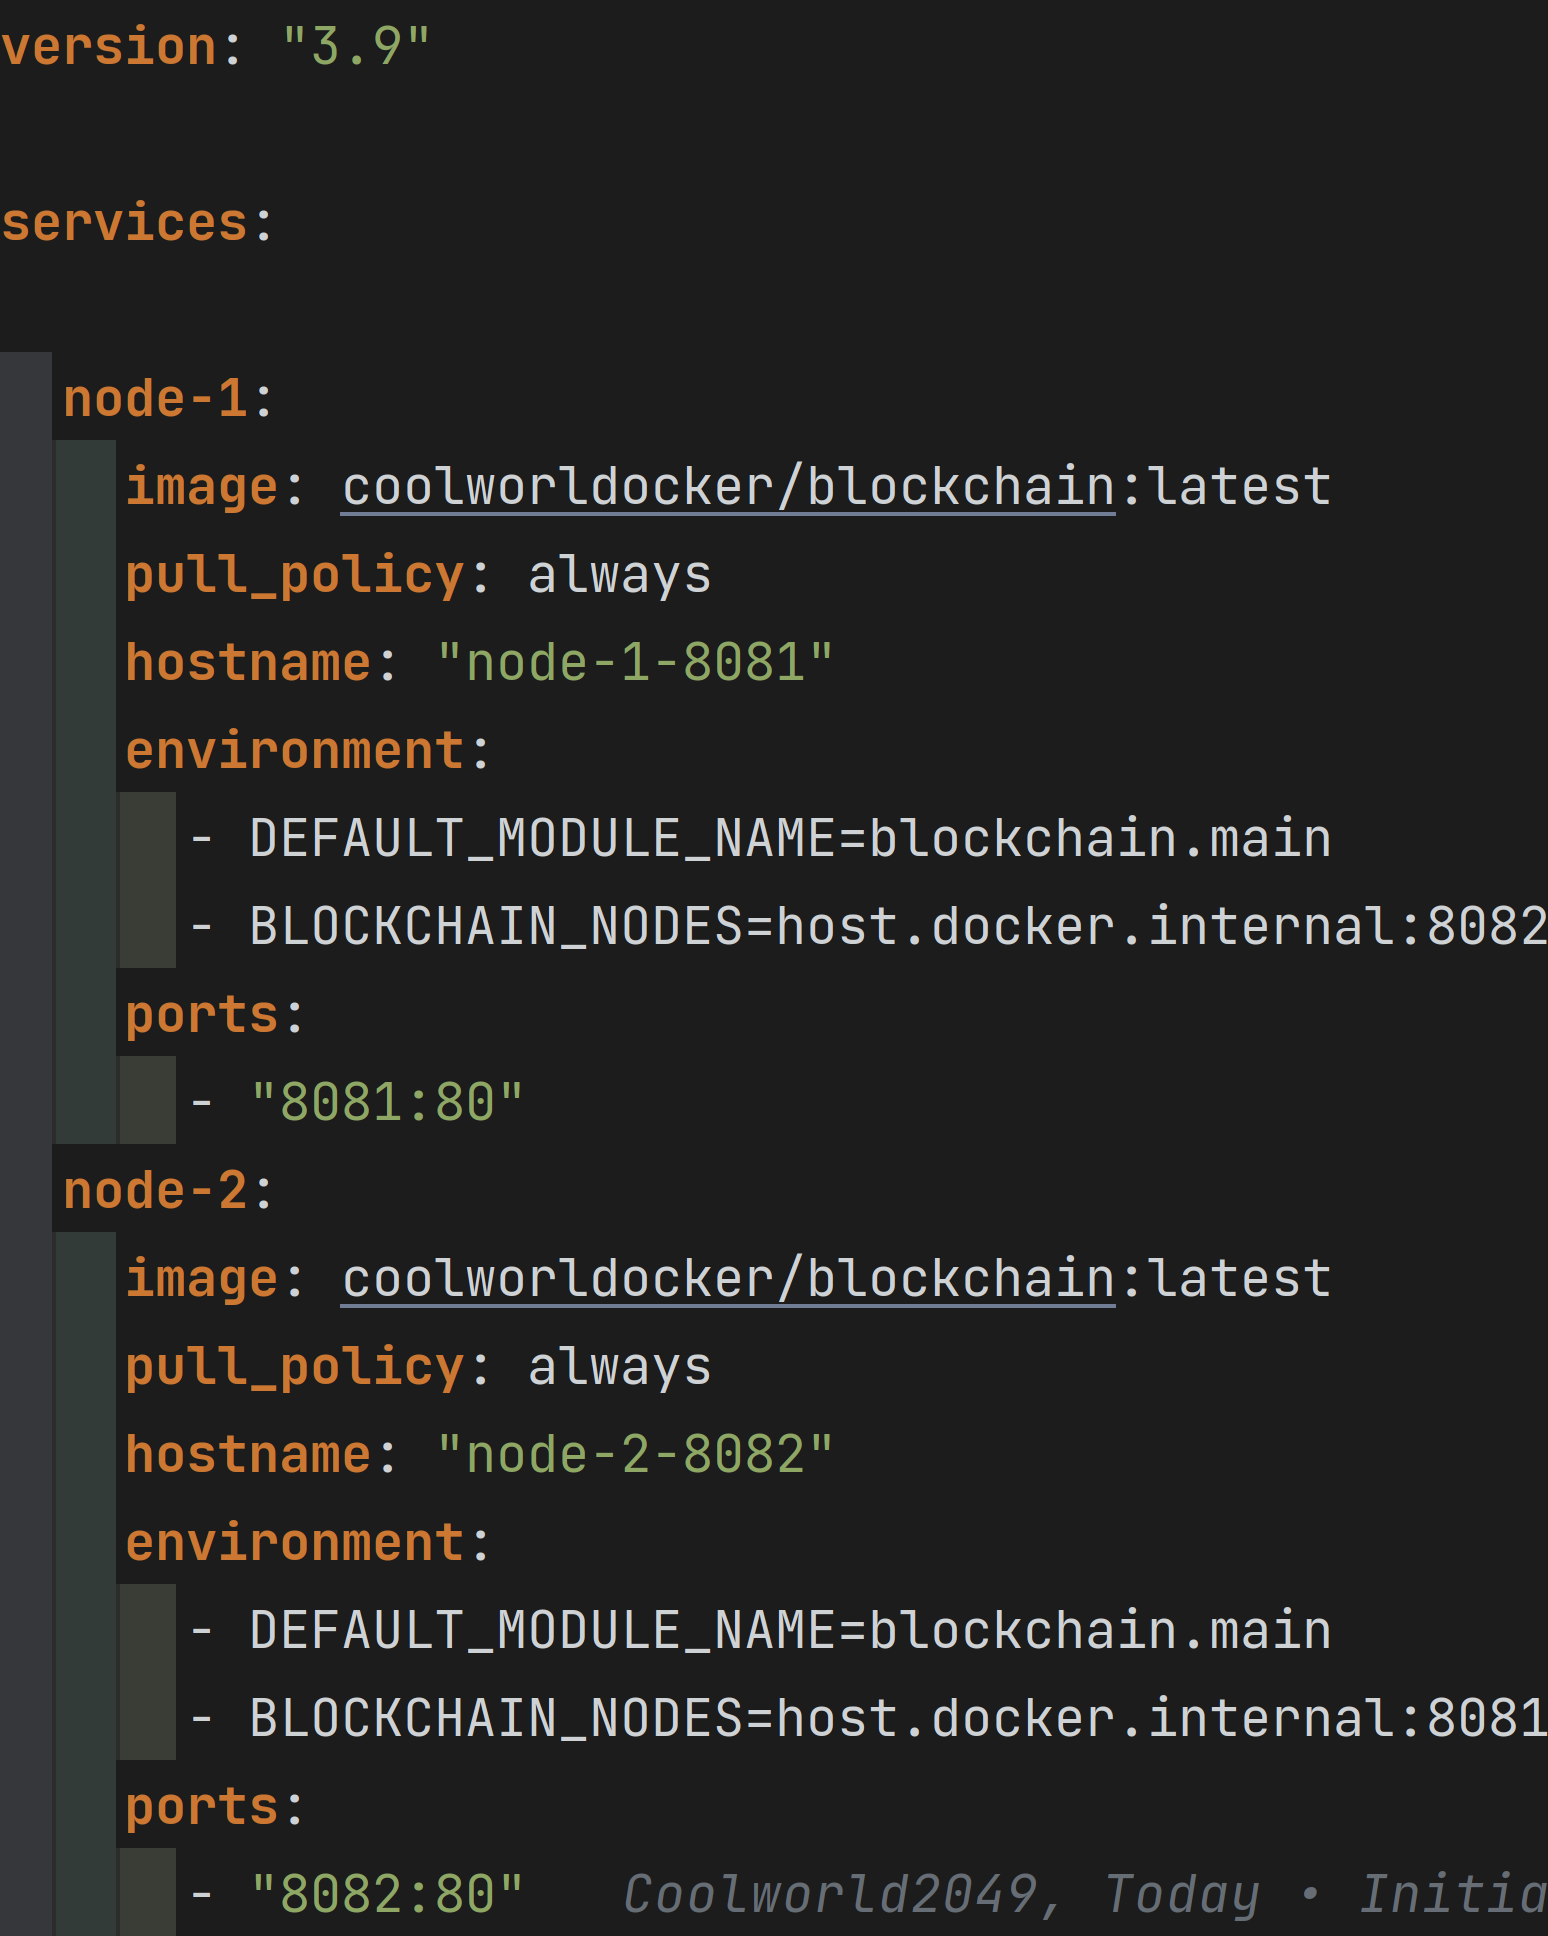 version: "3.9"
services:
node-1:
image: coolworldocker/blockchain:latest
pull_policy: always
hostname: "node-1-8081"
environment:
- DEFAULT_MODULE_NAME=blockchain.main
- BLOCKCHAIN_NODES=host.docker.internal:8082
ports:
- "8081:80"
node-2:
image: coolworldocker/blockchain:latest
pull_policy: always
hostname: "node-2-8082"
environment:
- DEFAULT_MODULE_NAME=blockchain.main
- BLOCKCHAIN_NODES=host.docker.internal:8081
ports:
- "8082:80" Coolworld2049, Today •